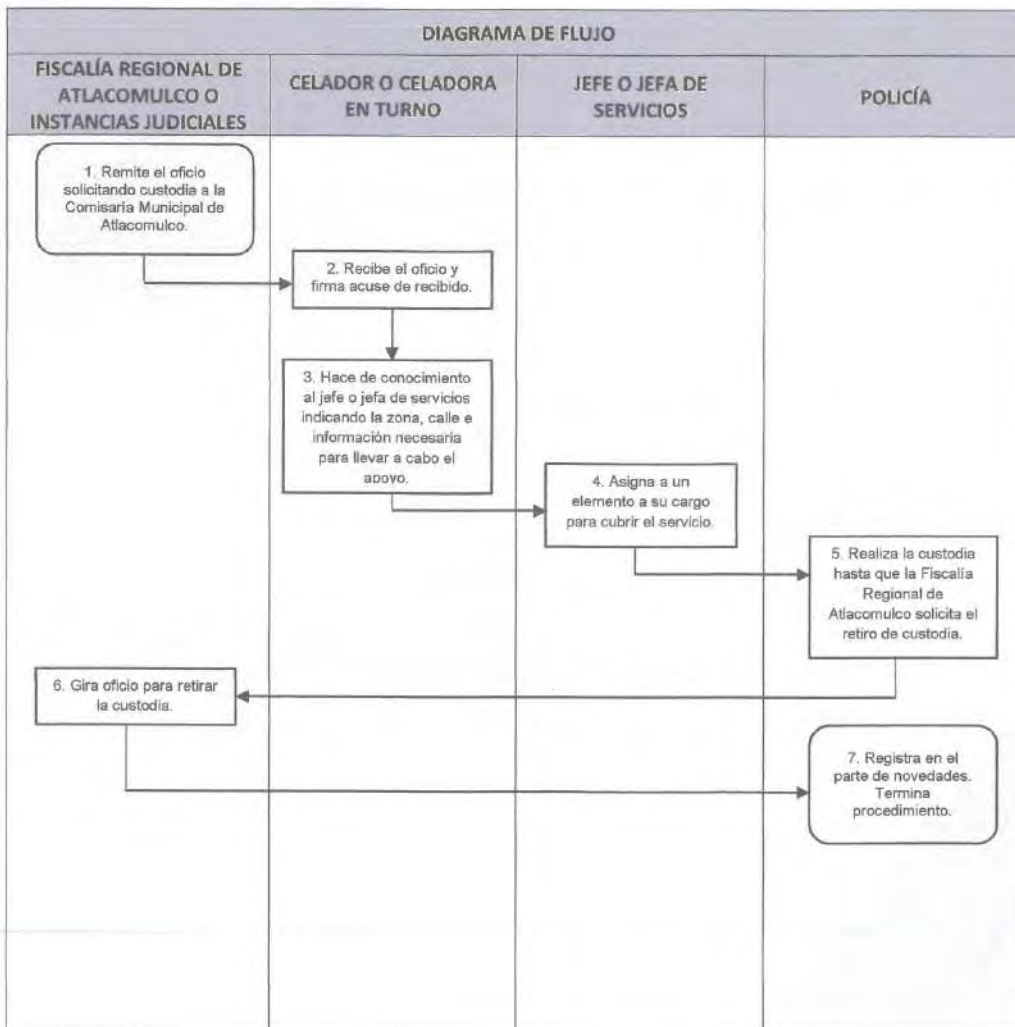 DIAGRAMA DE FLUJO
FISCALÍA REGIONAL DE
ATLACOMULCO O
INSTANCIAS JUDICIALES
CELADOR O CELADORA
EN TURNO
JEFE O JEFA DE
SERVICIOS
POLICÍA
1. Remite el oficio
solicitando custodia a la
Comisaria Municipal de
Atlacomulco.
2. Recibe el oficio y
firma acuse de recibido.
3. Hace de conocimiento
al jefe o jefa de servicios
indicando la zona, calle e
información necesaria
para llevar a cabo el
apoyo.
4. Asigna a un
elemento a su cargo
para cubrir el servicio.
5. Realiza la custodia
hasta que la Fiscalía
Regional de
Atlacomulco solicita el
retiro de custodia.
6. Gira oficio para retirar
la custodia.
7. Registra en el
parte de novedades.
Termina
procedimiento.